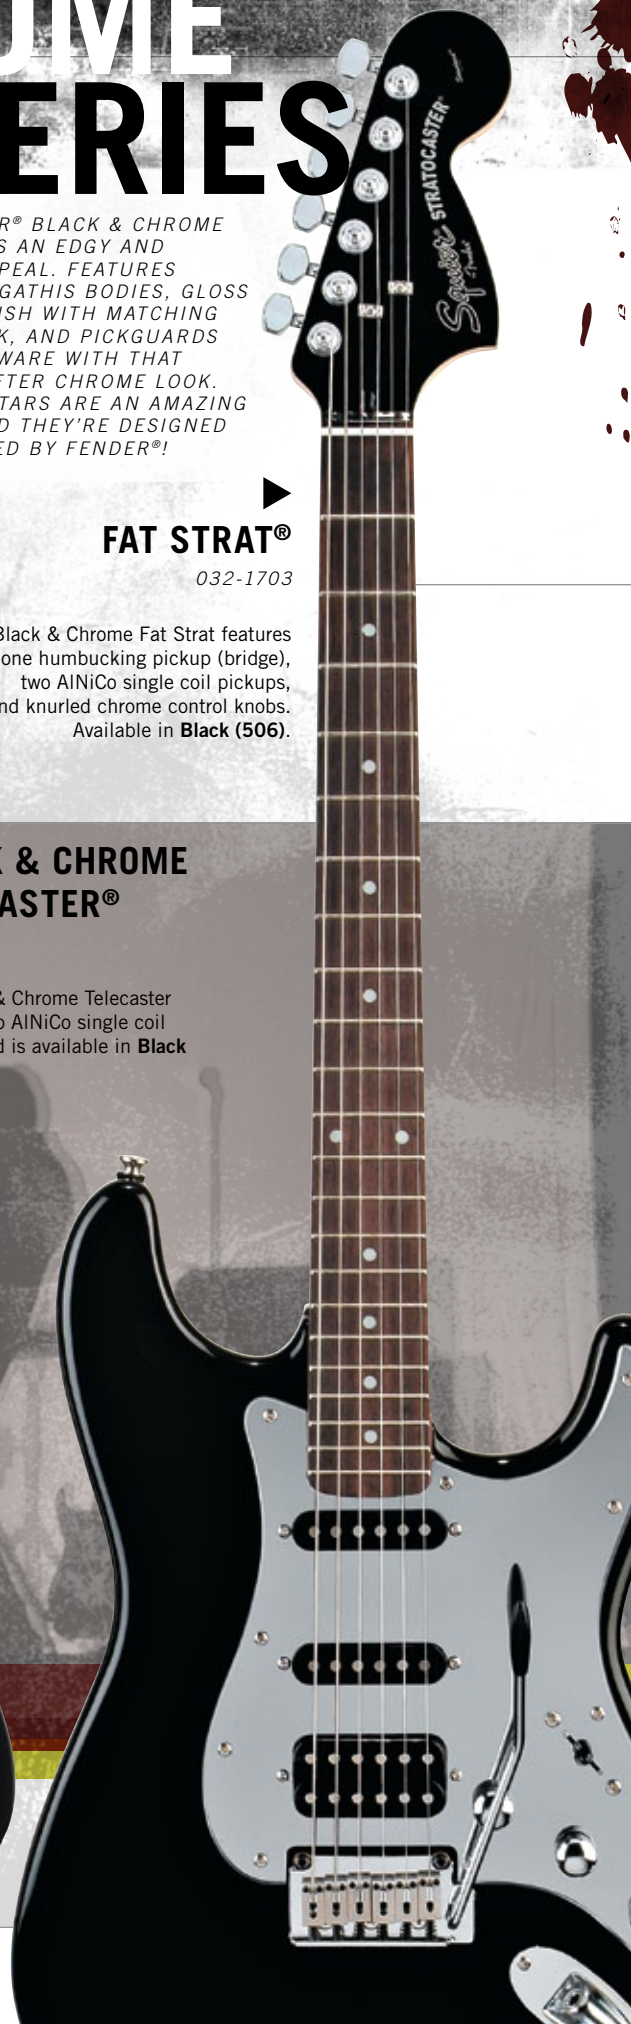 OME
ERIES
R® BLACK & CHROME
S AN EDGY AND
PEAL. FEATURES
GATHIS BODIES, GLOSS
ISH WITH MATCHING
K, AND PICKGUARDS
WARE WITH THAT
FTER CHROME LOOK.
TARS ARE AN AMAZING
D THEY'RE DESIGNED
ED BY FENDER®!
Squier
STRATOCASTER®
Fender
FAT STRAT®
032-1703
Black & Chrome Fat Strat features
one humbucking pickup (bridge),
two AlNiCo single coil pickups,
nd knurled chrome control knobs.
Available in Black (506).
K & CHROME
ASTER®
& Chrome Telecaster
o AlNiCo single coil
d is available in Black